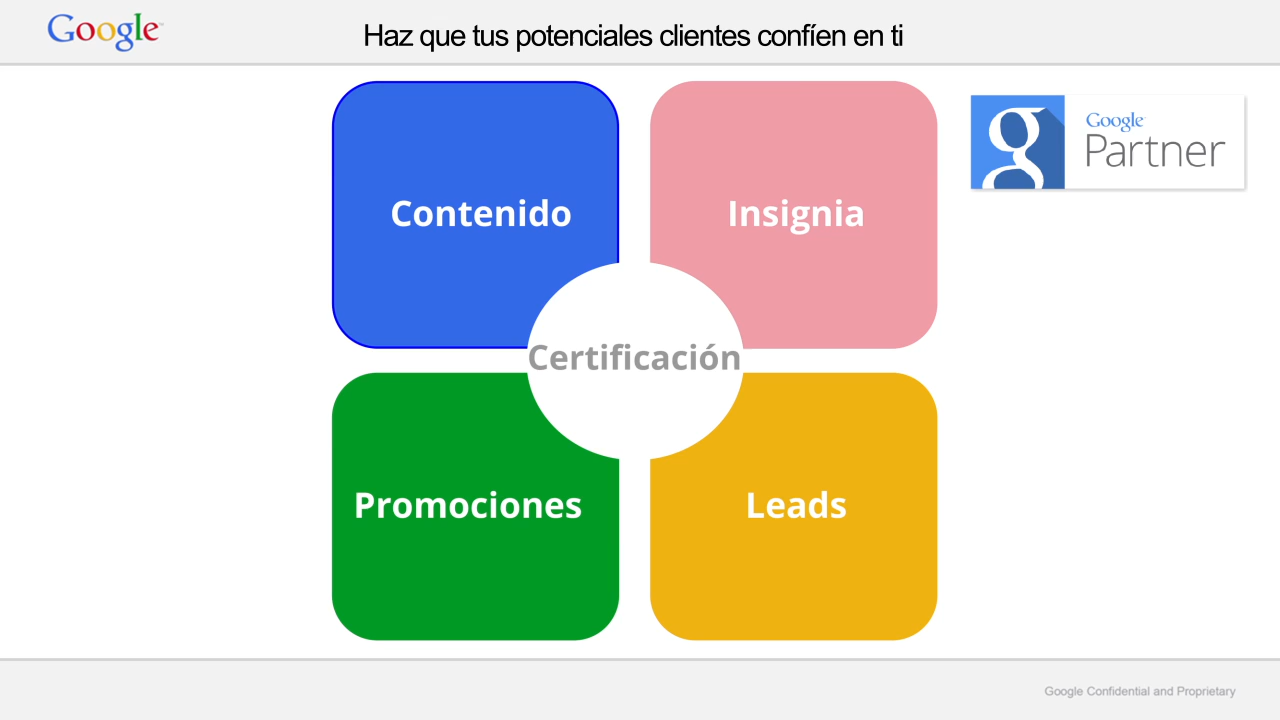 Google
Haz que tus potenciales clientes confíen en ti
Contenido
Insignia
Google
Partner
Certificación
Promociones
Leads
Google Confidential and Proprietary